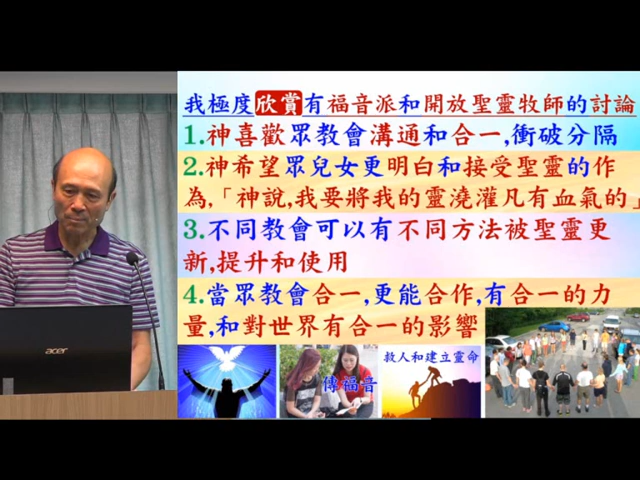 我極度欣賞有福音派和開放聖靈牧師的討論
1.神喜歡眾教會溝通和合一,衝破分隔
2.神希望眾兒女更明白和接受聖靈的作
為,「神說,我要將我的靈澆灌凡有血氣的」
3.不同教會可以有不同方法被聖靈更
新,提升和使用
4.當眾教會合一,更能合作,有合一的力
量,和對世界有合一的影響
傳福音
救人和建立靈命
acer